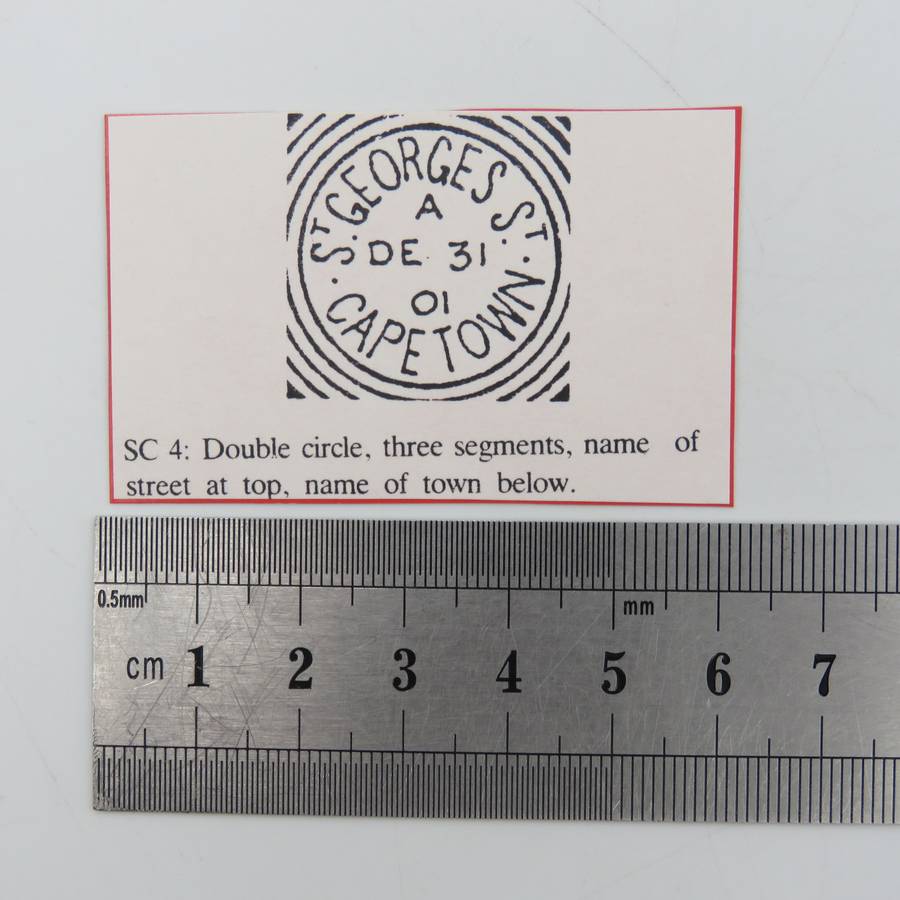 ST GEORGES ST.
A
DE 31
01
CAPETOWN
SC 4: Double circle, three segments, name of
street at top, name of town below.
0.5mm
mm
cm 1 2 3 4 5 6 7